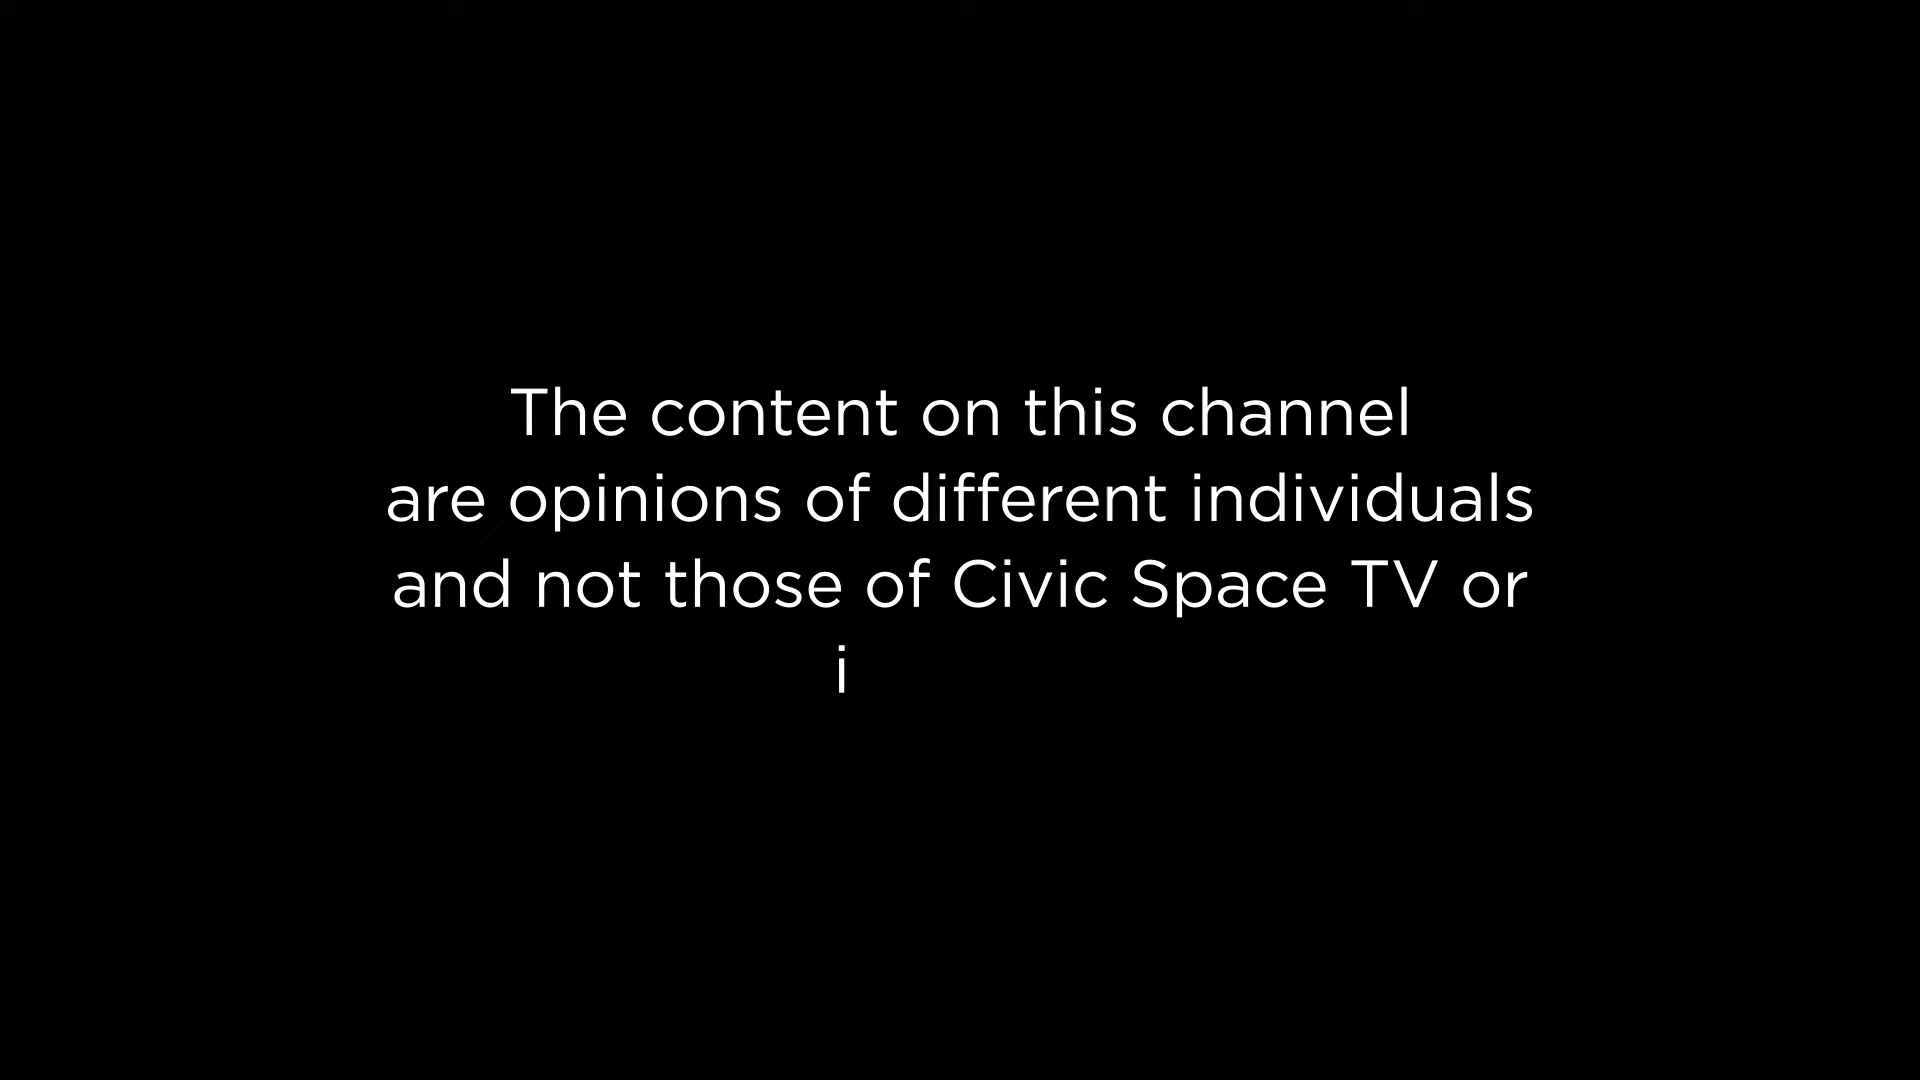 The content on this channel
are opinions of different individuals
and not those of Civic Space TV or
i